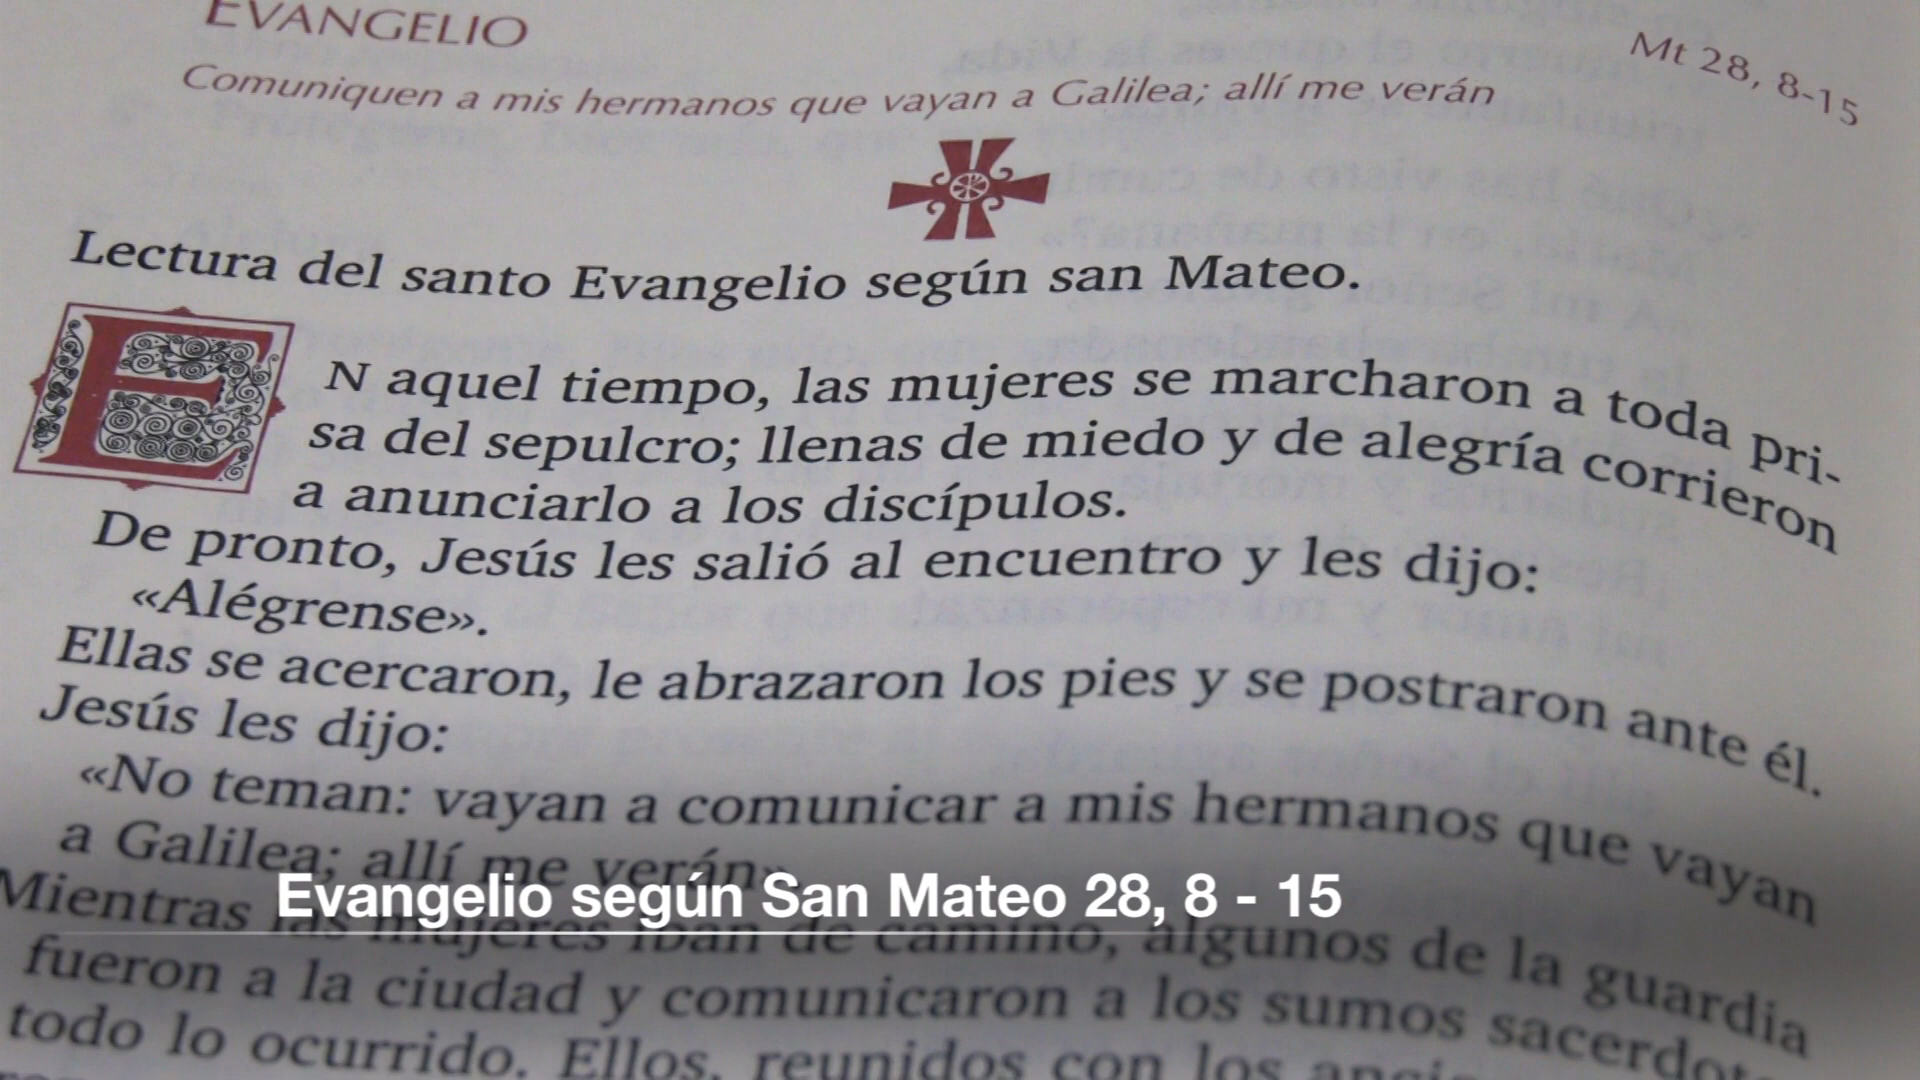 EVANGELIO
Mt 28, 8-15
Comuniquen a mis hermanos que vayan a Galilea; allí me verán
Lectura del santo Evangelio según san Mateo.
EN aquel tiempo, las mujeres se marcharon a toda pri-
sa del sepulcro; llenas de miedo y de alegría corrieron
a anunciarlo a los discípulos.
De pronto, Jesús les salió al encuentro y les dijo:
«Alégrense».
Ellas se acercaron, le abrazaron los pies y se postraron ante él.
Jesús les dijo:
«No teman: vayan a comunicar a mis hermanos que vayan
a Galilea; allí me verán».
Evangelio según San Mateo 28, 8 - 15
Mientras las mujeres iban de camino, algunos de la guardia
fueron a la ciudad y comunicaron a los sumos
todo lo ocurrido. Ellos, reunidos con los